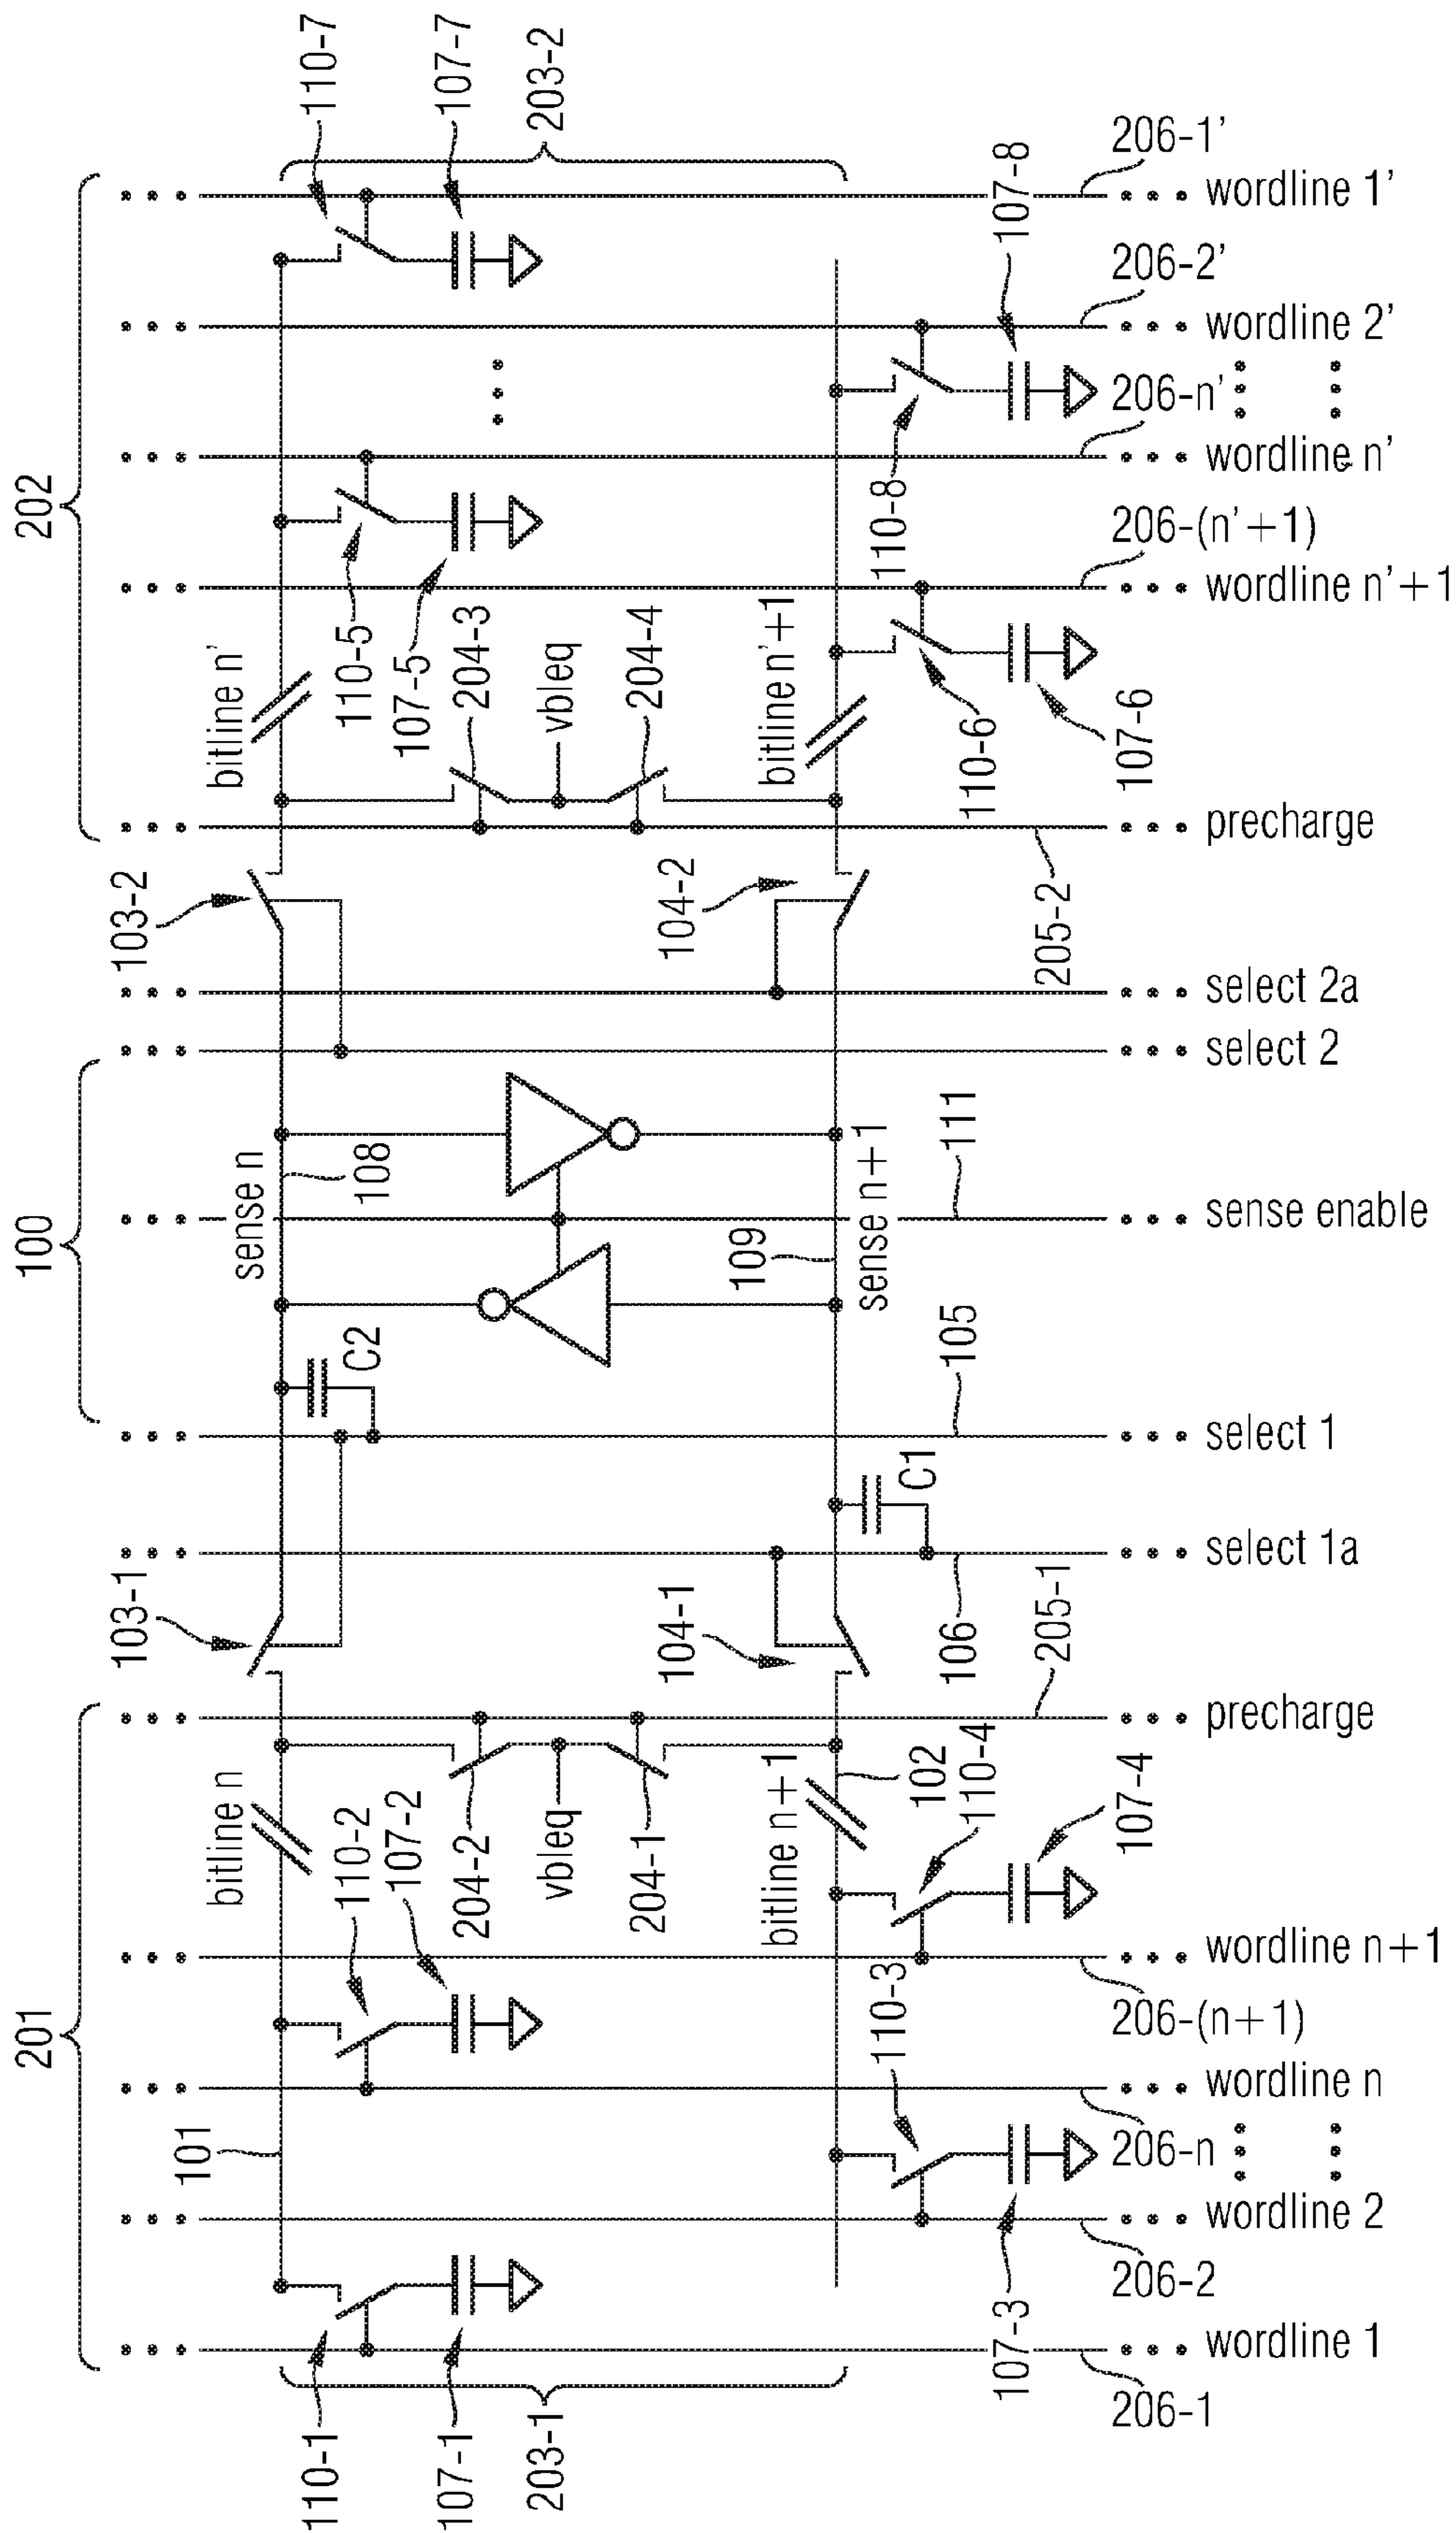 110-7
107-7
203-2
206-1'
wordline 1'
107-8
202
206-2'
wordline 2'
206-n'
wordline n'
110-8
206-(n'+1)
wordline n'+1
bitline n'
110-5
107-5
204-3
vbleq
204-4
bitline n'+1
110-6
107-6
precharge
103-2
104-2
205-2
select 2a
select 2
100
sense n
108
sense n+1
111
sense enable
109
C2
105
select 1
C1
select 1a
103-1
104-1
106
205-1
precharge
201
bitline n
110-2
107-2
204-2
vbleq
204-1
bitline n+1
102
110-4
107-4
wordline n+1
206-(n+1)
110-3
wordline n
101
206-n
wordline 2
206-2
107-3
wordline 1
206-1
110-1
107-1
203-1